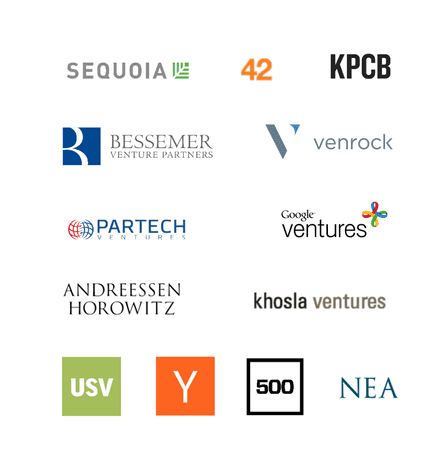 SEQUOIA
42
KPCB
BESSEMER
VENTURE PARTNERS
venrock
PARTECH
VENTURES
Google
ventures
ANDREESSEN
HOROWITZ
khosla ventures
USV
Y
500
NEA